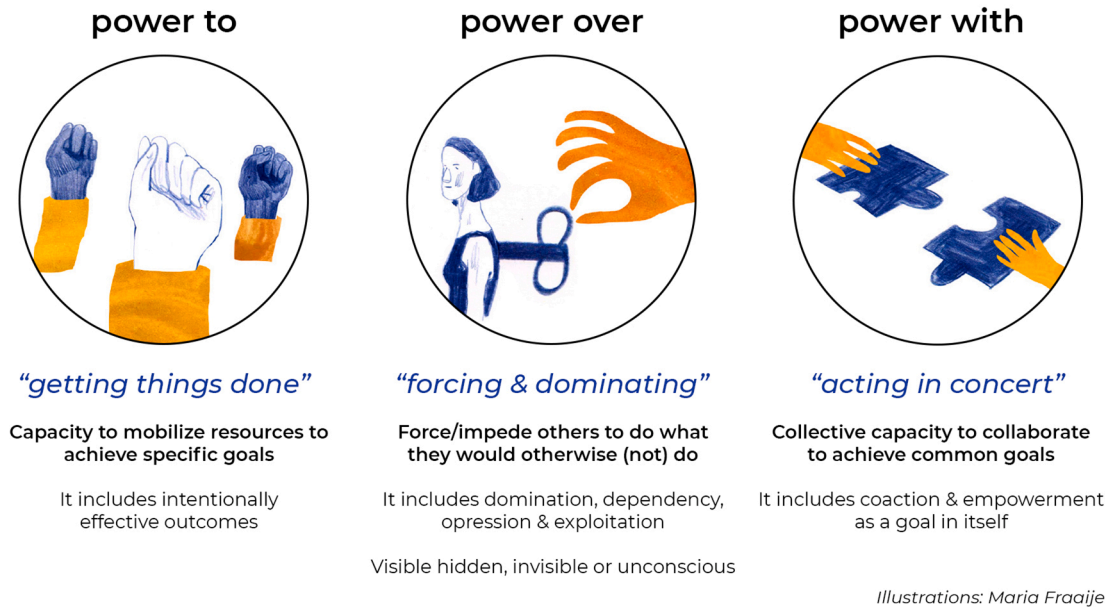 power to
“getting things done”
Capacity to mobilize resources to
achieve specific goals
It includes intentionally
effective outcomes
power over
“forcing & dominating”
Force/impede others to do what
they would otherwise (not) do
It includes domination, dependency,
opression & exploitation
Visible hidden, invisible or unconscious
power with
“acting in concert”
Collective capacity to collaborate
to achieve common goals
It includes coaction & empowerment
as a goal in itself
Illustrations: Maria Fraaije